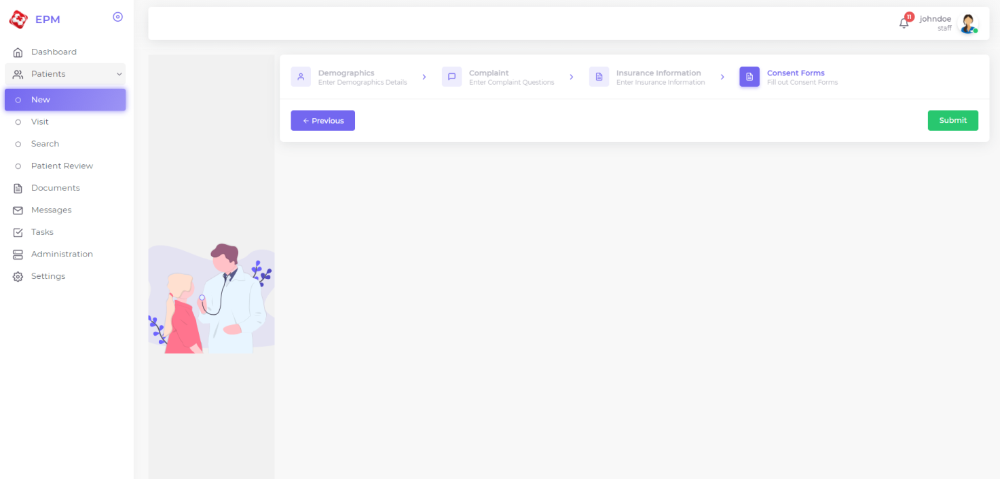 EPM
Dashboard
Patients
New
Visit
Search
Patient Review
Documents
Messages
Tasks
Administration
Settings
11
johndoe
staff
Demographics
Enter Demographics Details
Complaint
Enter Complaint Questions
Insurance Information
Enter Insurance Information
Consent Forms
Fill out Consent Forms
Previous
Submit